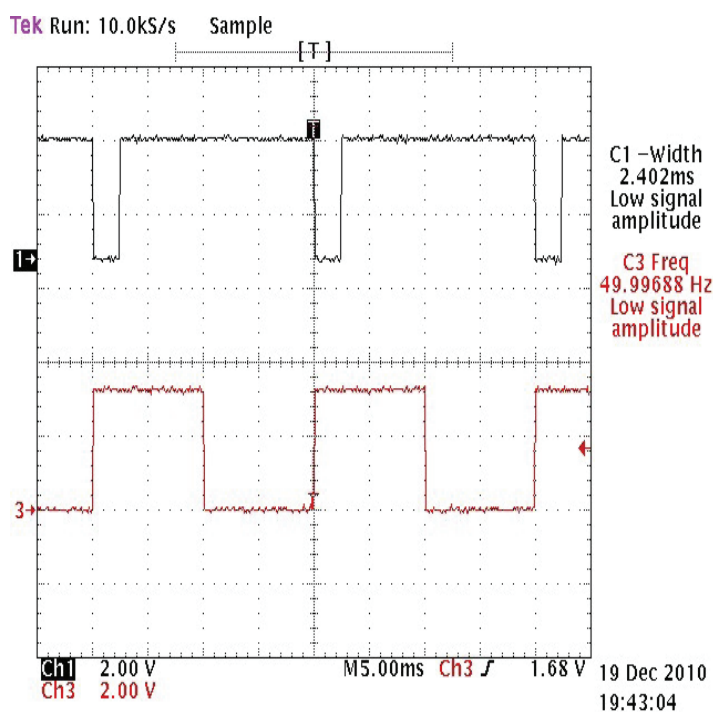 Tek Run: 10.0kS/s Sample
[ T ]
T
C1 -Width
2.402ms
Low signal
amplitude
1
C3 Freq
49.99688 Hz
Low signal
amplitude
3
Ch1 2.00 V M5.00ms Ch3 1.68 V
Ch3 2.00 V
19 Dec 2010
19:43:04